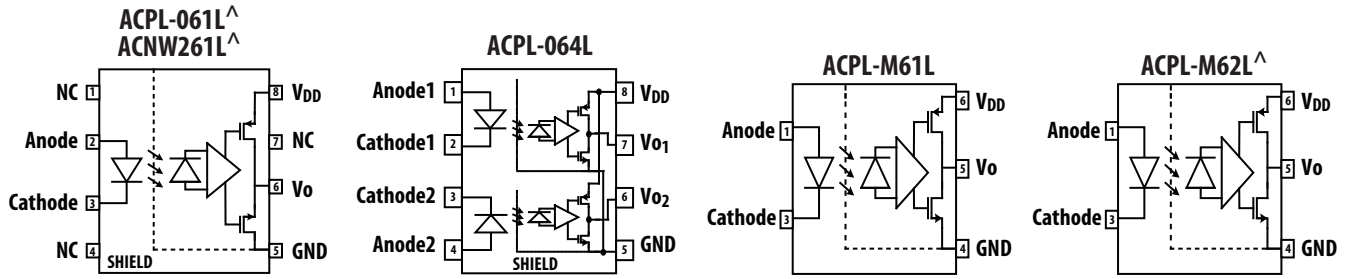 ACPL-061L^
ACNW261L^
NC 1
8 VDD
Anode 2
7 NC
6 Vo
Cathode 3
NC 4
5 GND
SHIELD
ACPL-064L
Anode1 1
8 VDD
Cathode1 2
7 Vo1
Cathode2 3
6 Vo2
Anode2 4
5 GND
SHIELD
ACPL-M61L
6 VDD
Anode 1
5 Vo
Cathode 3
4 GND
ACPL-M62L^
6 VDD
Anode 1
5 Vo
Cathode 3
4 GND